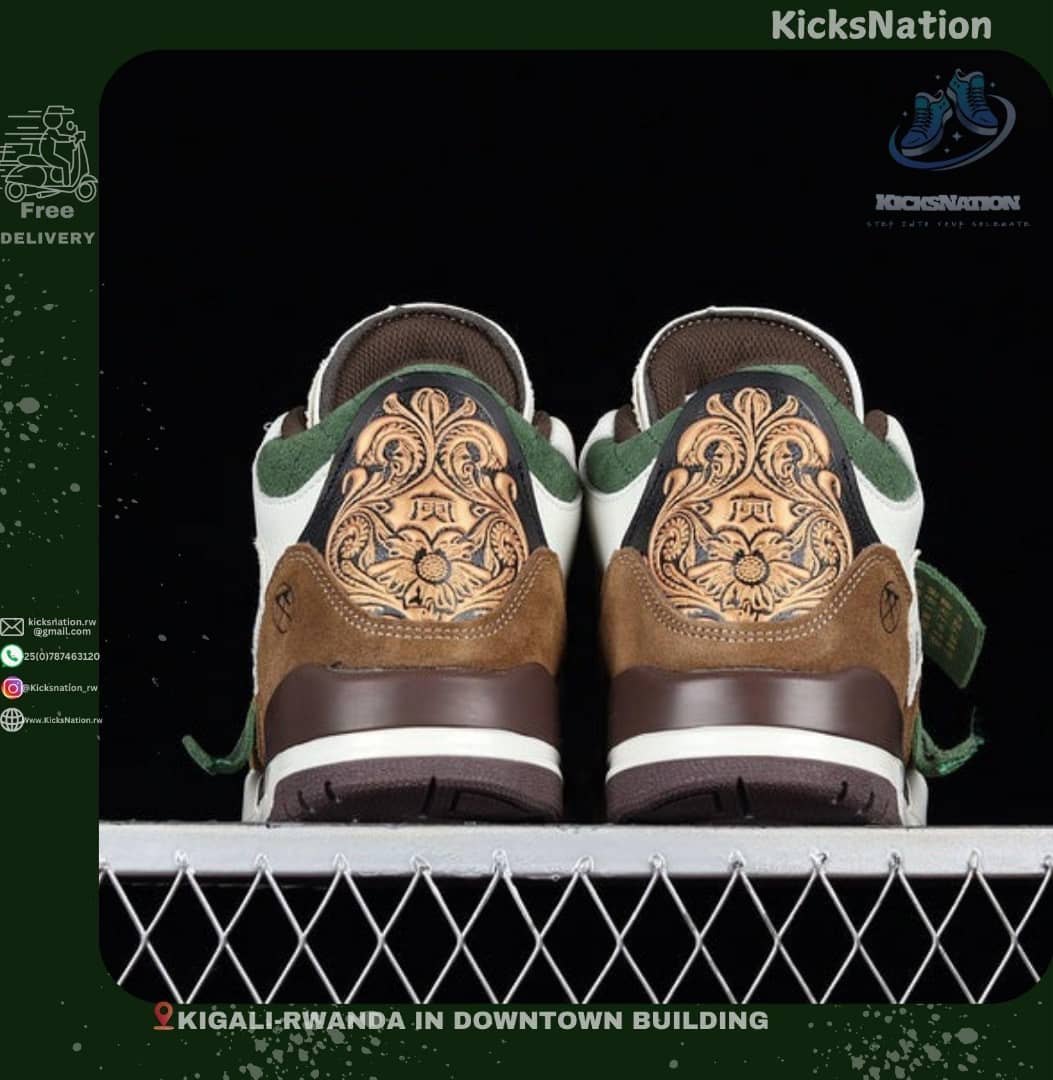 KicksNation
KICKSNATION
STEP INTO YOUR SOLEMATE
Free
DELIVERY
kicksnation.rw
@gmail.com
25(0)787463120
@Kicksnation_rw
Www.KicksNation.rw
KIGALI-RWANDA IN DOWNTOWN BUILDING